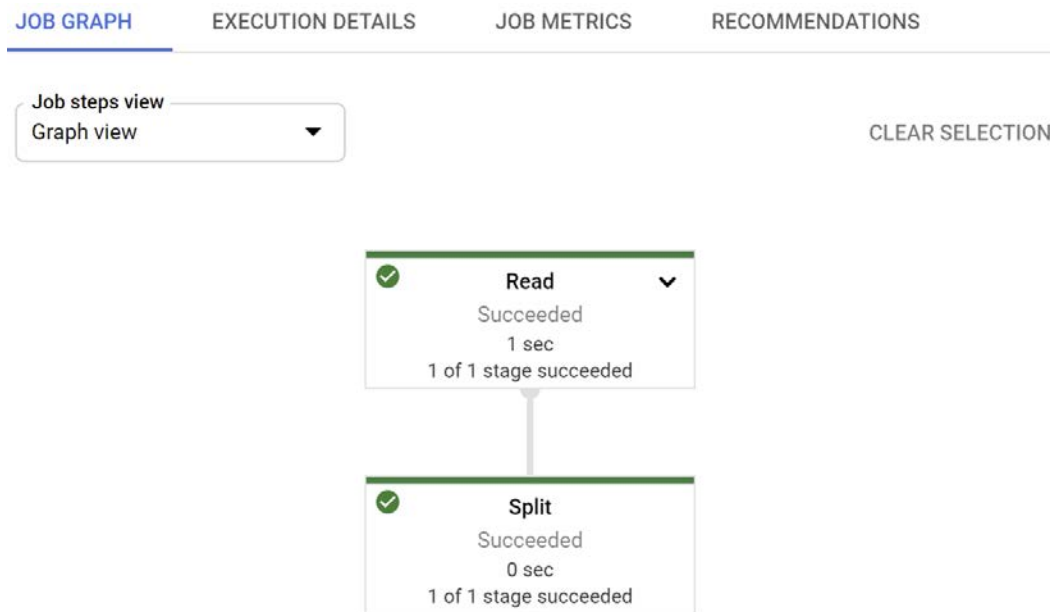 JOB GRAPH EXECUTION DETAILS JOB METRICS RECOMMENDATIONS
Job steps view
Graph view
CLEAR SELECTION
Read
Succeeded
1 sec
1 of 1 stage succeeded
Split
Succeeded
0 sec
1 of 1 stage succeeded